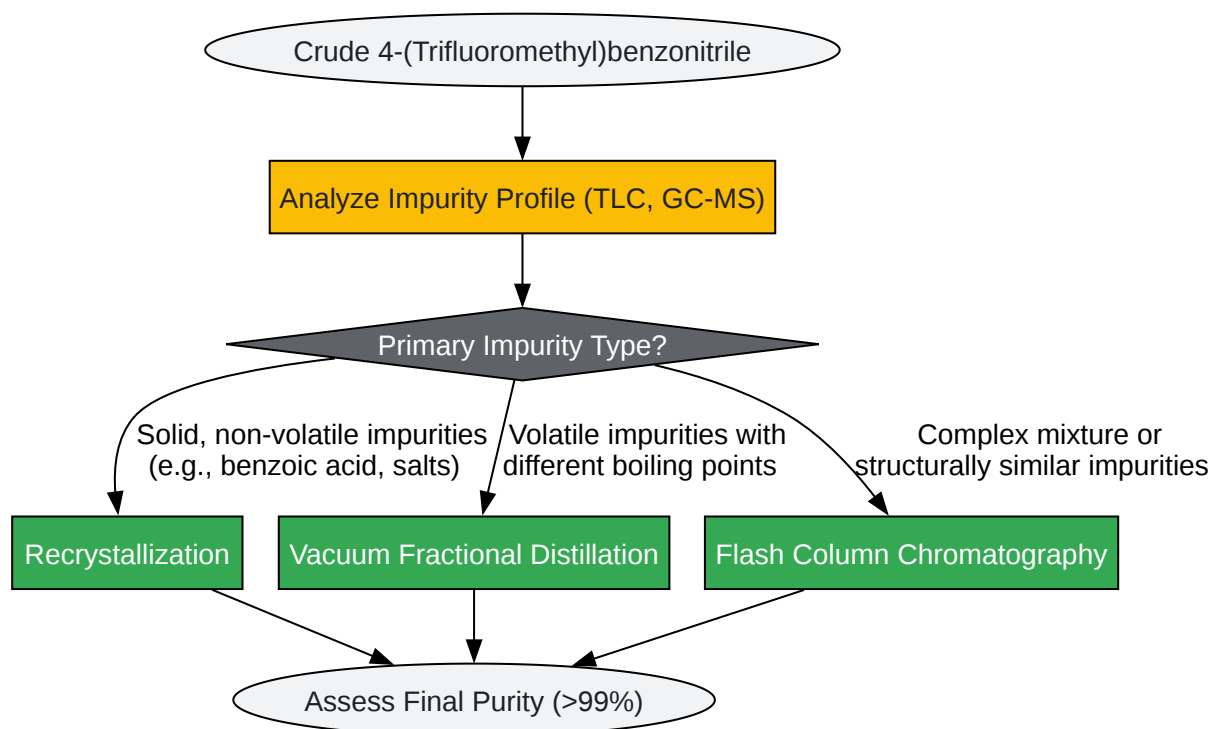 Crude 4-(Trifluoromethyl)benzonitrile
Analyze Impurity Profile (TLC, GC-MS)
Primary Impurity Type?
Solid, non-volatile impurities
(e.g., benzoic acid, salts)
Volatile impurities with
different boiling points
Complex mixture or
structurally similar impurities
Recrystallization
Vacuum Fractional Distillation
Flash Column Chromatography
Assess Final Purity (>99%)